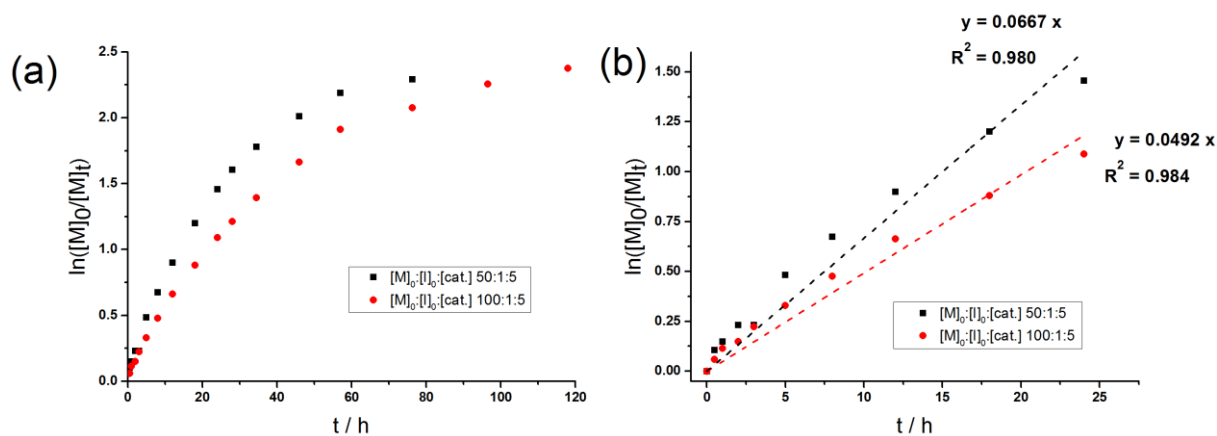 (a)
ln([M]0/[M]t)
2.5
2.0
1.5
1.0
0.5
0.0
0
20
40
60
80
100
120
t / h
[M]0:[I]0:[cat.] 50:1:5
[M]0:[I]0:[cat.] 100:1:5
(b)
y = 0.0667 x
R2 = 0.980
y = 0.0492 x
R2 = 0.984
ln([M]0/[M]t)
1.50
1.25
1.00
0.75
0.50
0.25
0.00
0
5
10
15
20
25
t / h
[M]0:[I]0:[cat.] 50:1:5
[M]0:[I]0:[cat.] 100:1:5